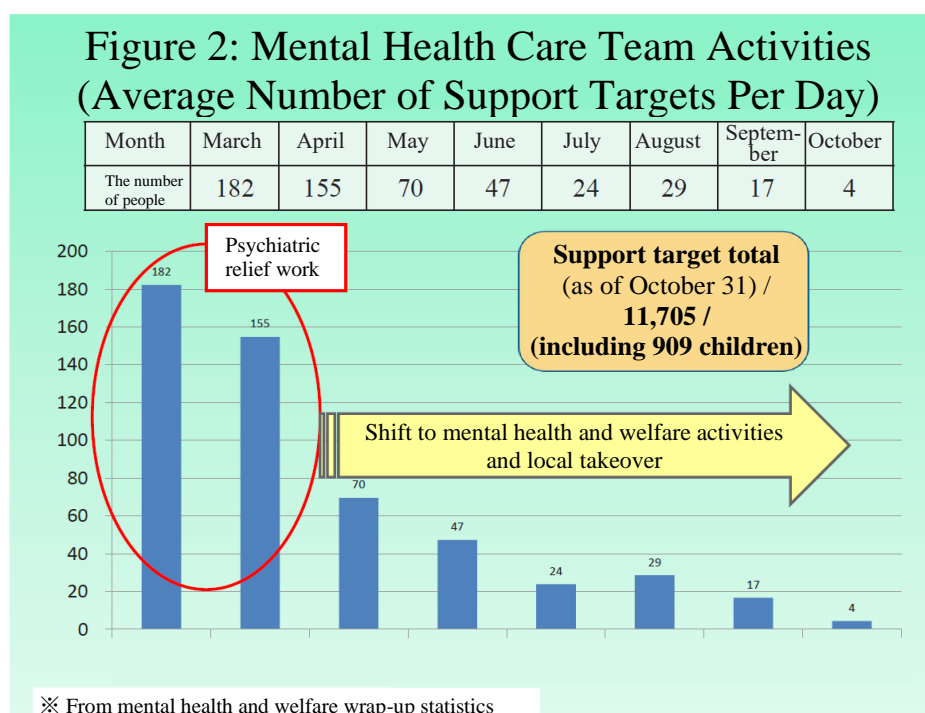 Figure 2: Mental Health Care Team Activities
(Average Number of Support Targets Per Day)
Month March April May June July August Septem-
ber October
The number
of people 182 155 70 47 24 29 17 4
Psychiatric
relief work
Support target total
(as of October 31) /
11,705 /
(including 909 children)
Shift to mental health and welfare activities
and local takeover
200
180
160
140
120
100
80
60
40
20
0
182
155
70
47
24
29
17
4
※ From mental health and welfare wrap-up statistics